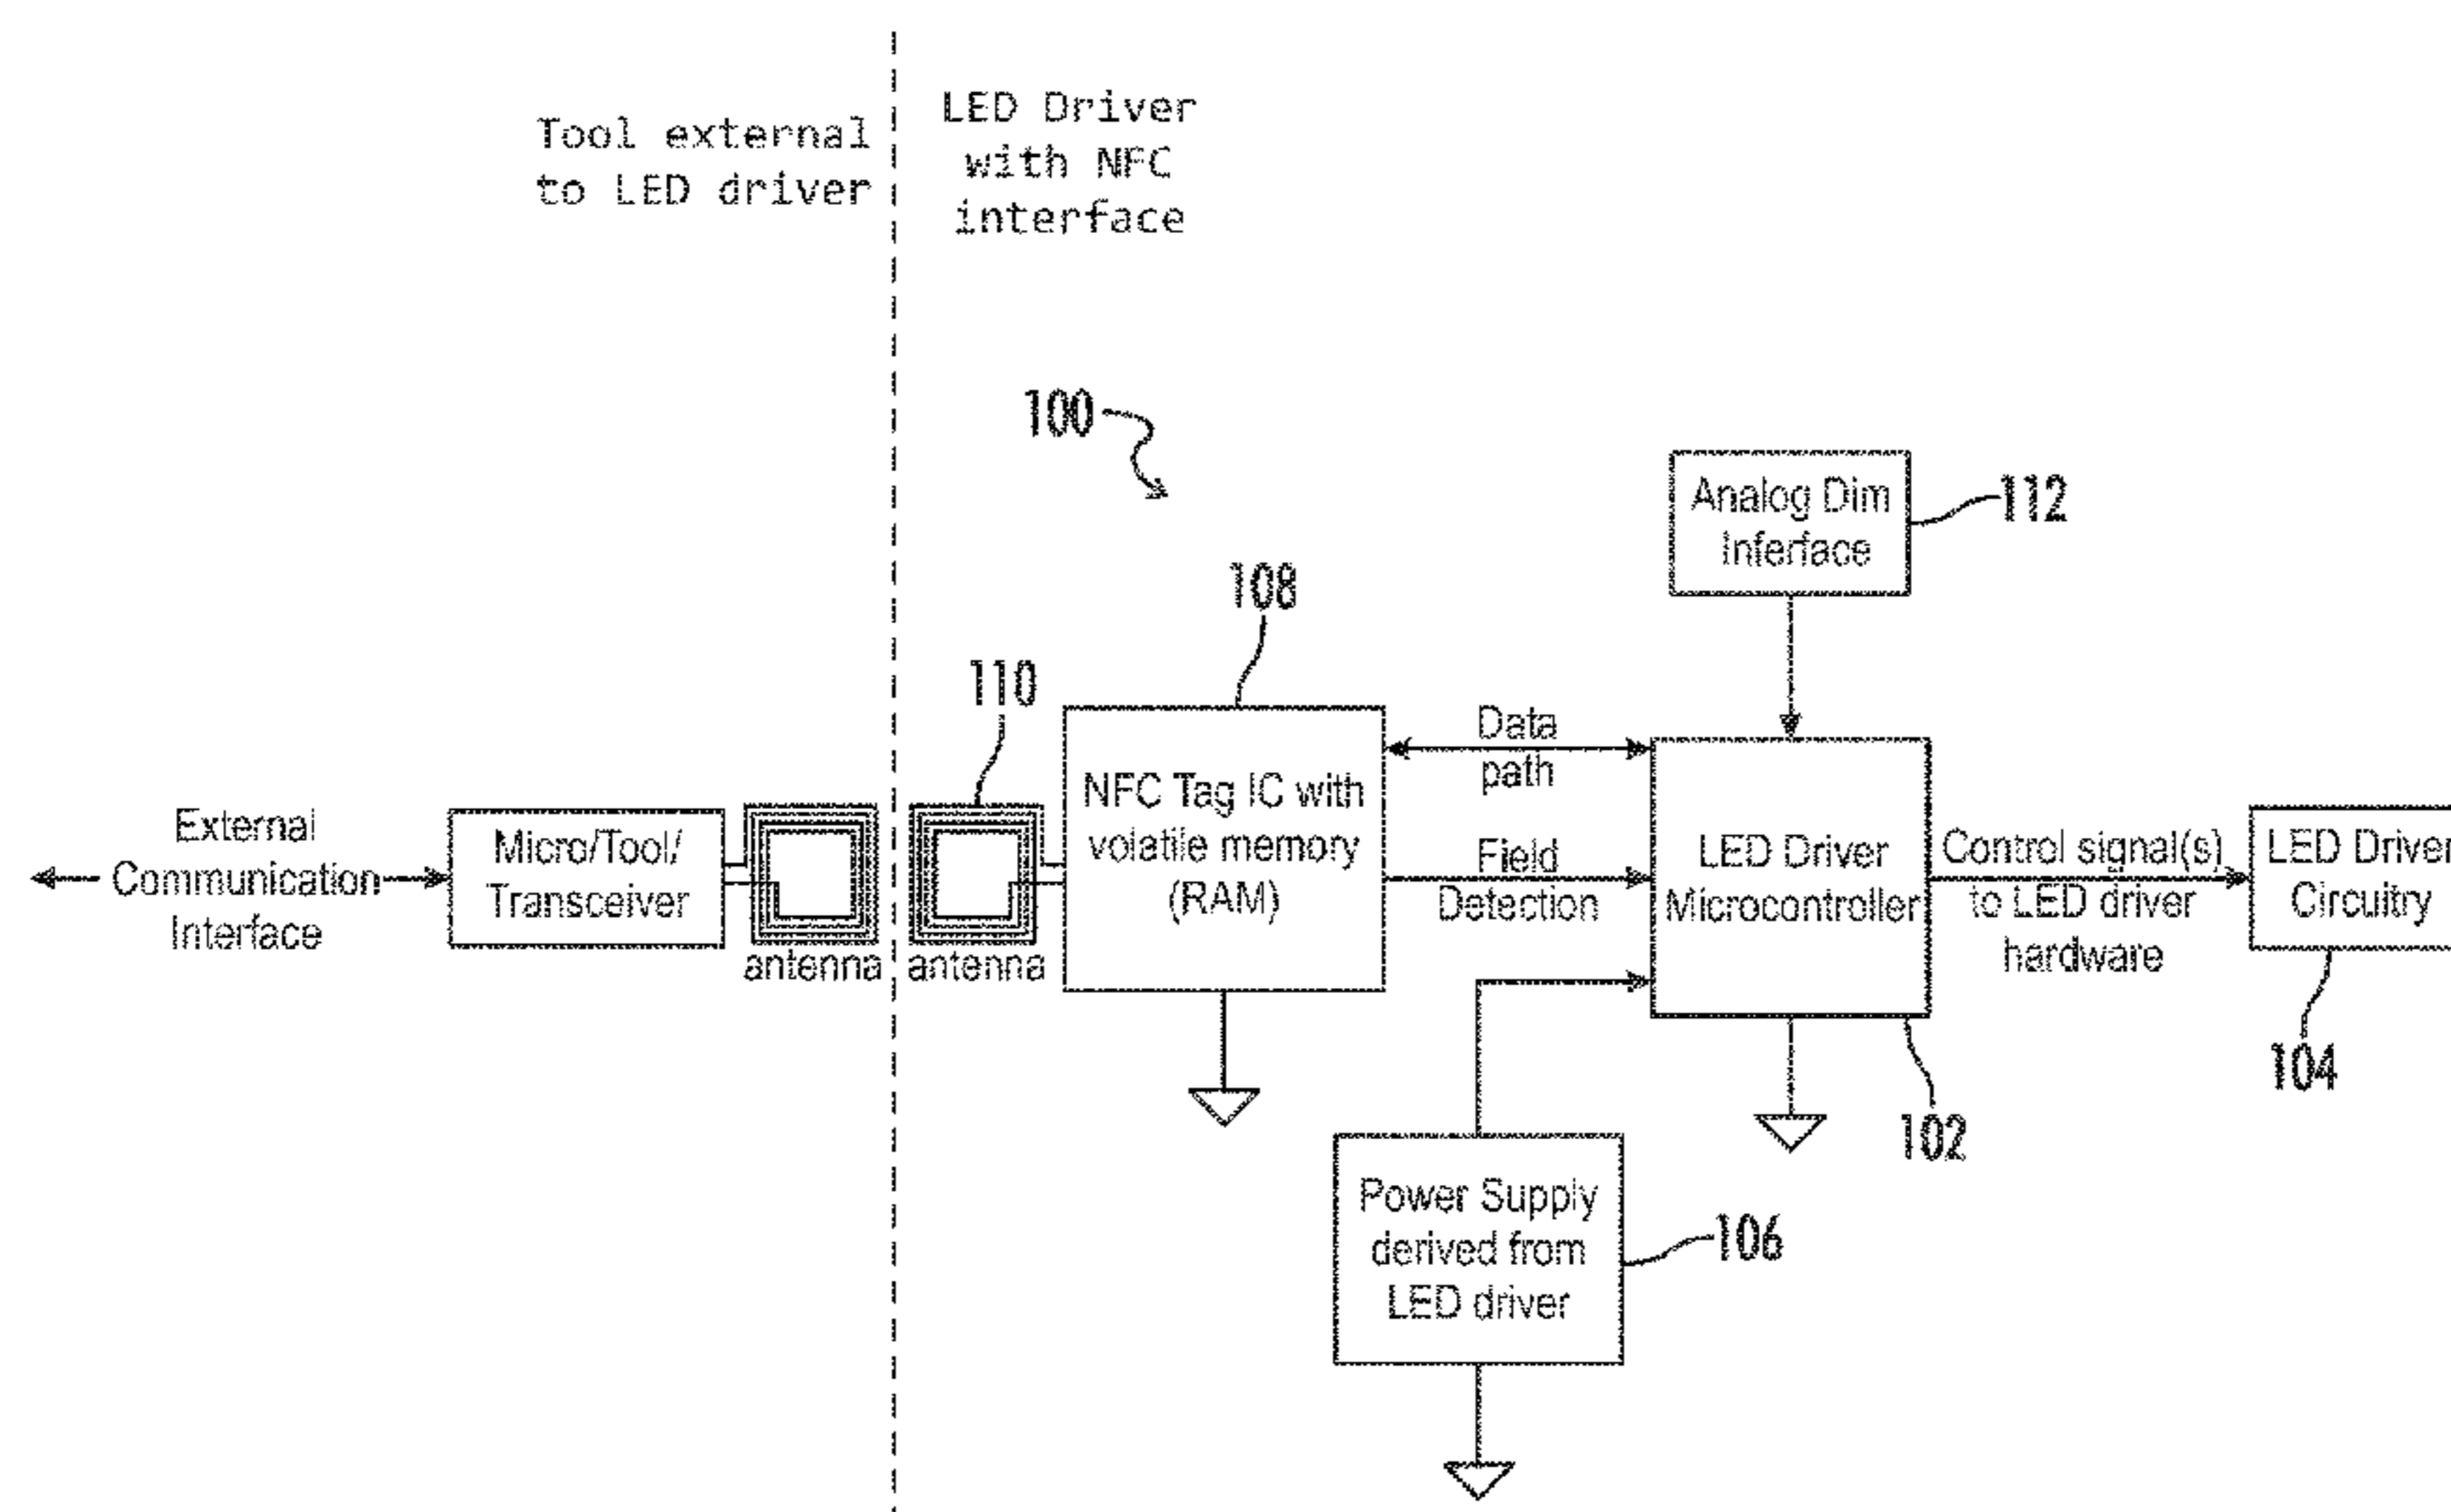 Tool external
to LED driver
LED Driver
with NFC
interface
100
Analog Dim
Inferface
112
108
110
Data
path
NFC Tag IC with
volatile memory
(RAM)
External
Communication
Interface
Micro/Tool/
Transceiver
antenna
antenna
Field
Detection
LED Driver
Microcontroller
Control signal(s)
to LED driver
hardware
LED Driver
Circuitry
104
102
Power Supply
derived from
LED driver
106